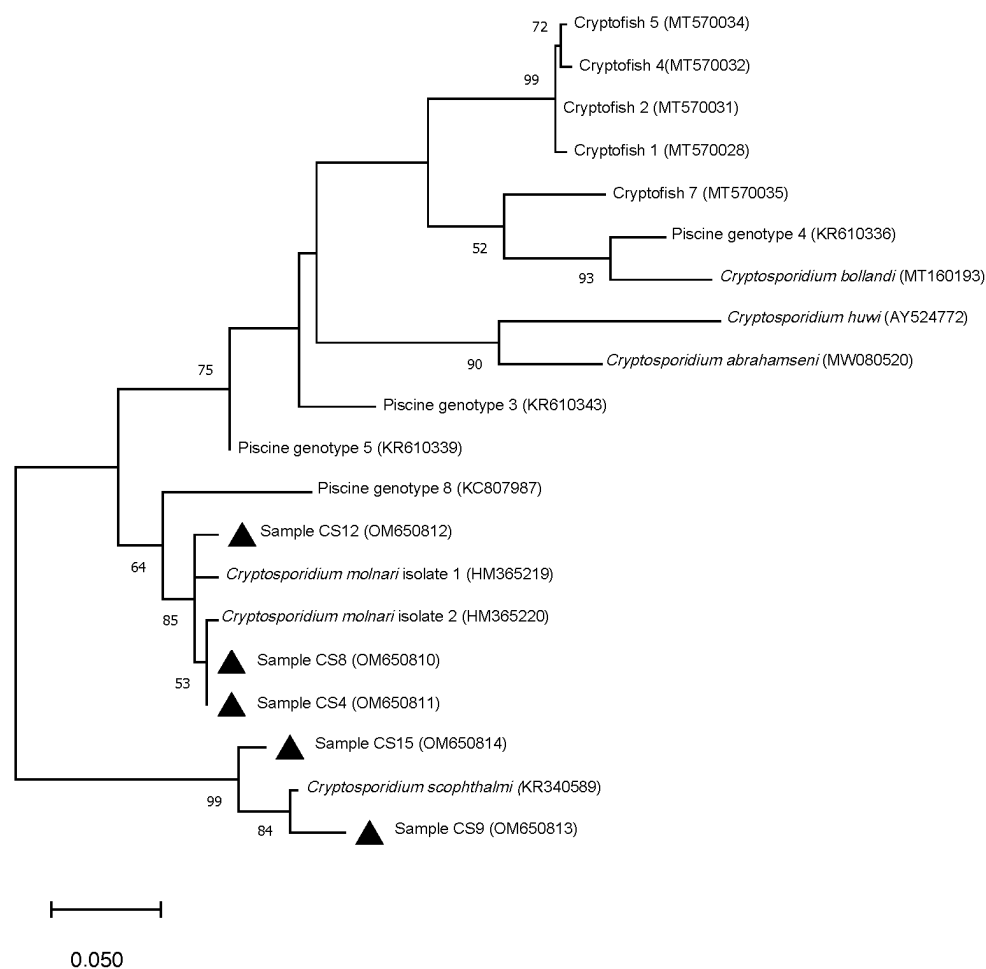 72
Cryptofish 5 (MT570034)
Cryptofish 4(MT570032)
99
Cryptofish 2 (MT570031)
Cryptofish 1 (MT570028)
Cryptofish 7 (MT570035)
52
Piscine genotype 4 (KR610336)
93
Cryptosporidium bollandi (MT160193)
Cryptosporidium huwi (AY524772)
90
Cryptosporidium abrahamseni (MW080520)
75
Piscine genotype 3 (KR610343)
Piscine genotype 5 (KR610339)
Piscine genotype 8 (KC807987)
64
Sample CS12 (OM650812)
Cryptosporidium molnari isolate 1 (HM365219)
85
Cryptosporidium molnari isolate 2 (HM365220)
Sample CS8 (OM650810)
53
Sample CS4 (OM650811)
Sample CS15 (OM650814)
99
Cryptosporidium scophthalmi (KR340589)
84
Sample CS9 (OM650813)
0.050